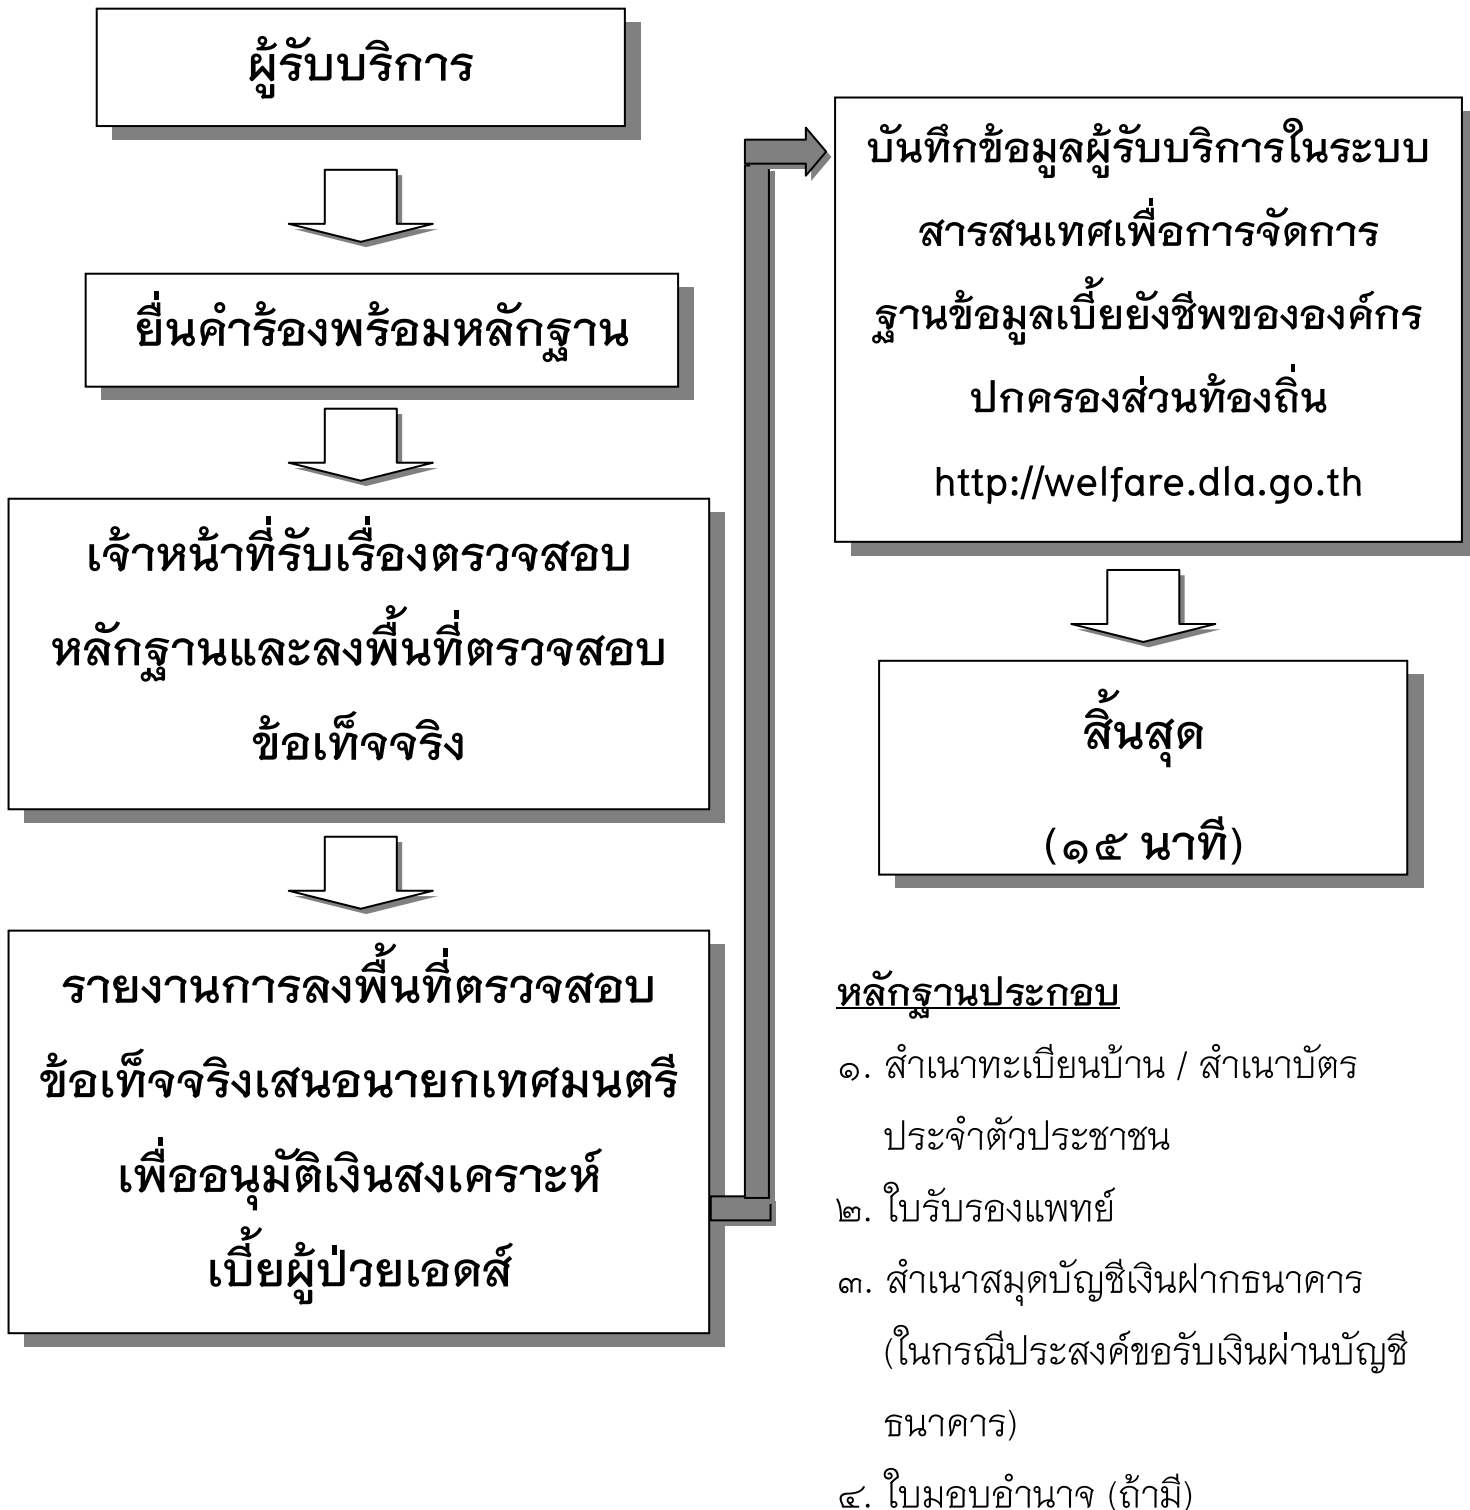 ผู้รับบริการ
ยื่นคำร้องพร้อมหลักฐาน
เจ้าหน้าที่รับเรื่องตรวจสอบ
หลักฐานและลงพื้นที่ตรวจสอบ
ข้อเท็จจริง
รายงานการลงพื้นที่ตรวจสอบ
ข้อเท็จจริงเสนอนายกเทศมนตรี
เพื่ออนุมัติเงินสงเคราะห์
เบี้ยผู้ป่วยเอดส์
บันทึกข้อมูลผู้รับบริการในระบบ
สารสนเทศเพื่อการจัดการ
ฐานข้อมูลเบี้ยยังชีพขององค์กร
ปกครองส่วนท้องถิ่น
http://welfare.dla.go.th
สิ้นสุด
(๑๕ นาที)
หลักฐานประกอบ
๑. สำเนาทะเบียนบ้าน / สำเนาบัตร
ประจำตัวประชาชน
๒. ใบรับรองแพทย์
๓. สำเนาสมุดบัญชีเงินฝากธนาคาร
(ในกรณีประสงค์ขอรับเงินผ่านบัญชี
ธนาคาร)
๔. ใบมอบอำนาจ (ถ้ามี)